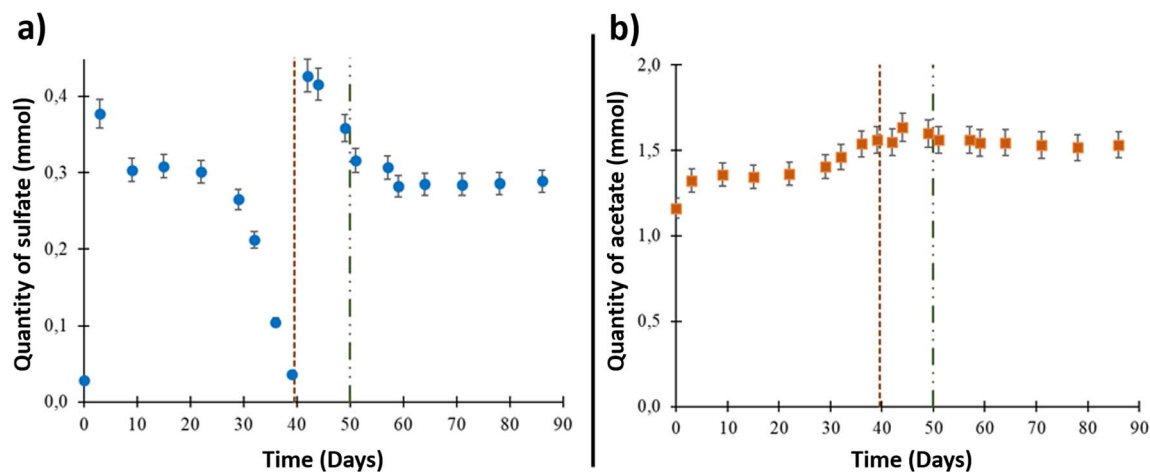 a)
Quantity of sulfate (mmol)
0,4
0,3
0,2
0,1
0,0
0 10 20 30 40 50 60 70 80 90
Time (Days)
b)
Quantity of acetate (mmol)
2,0
1,5
1,0
0,5
0,0
0 10 20 30 40 50 60 70 80 90
Time (Days)